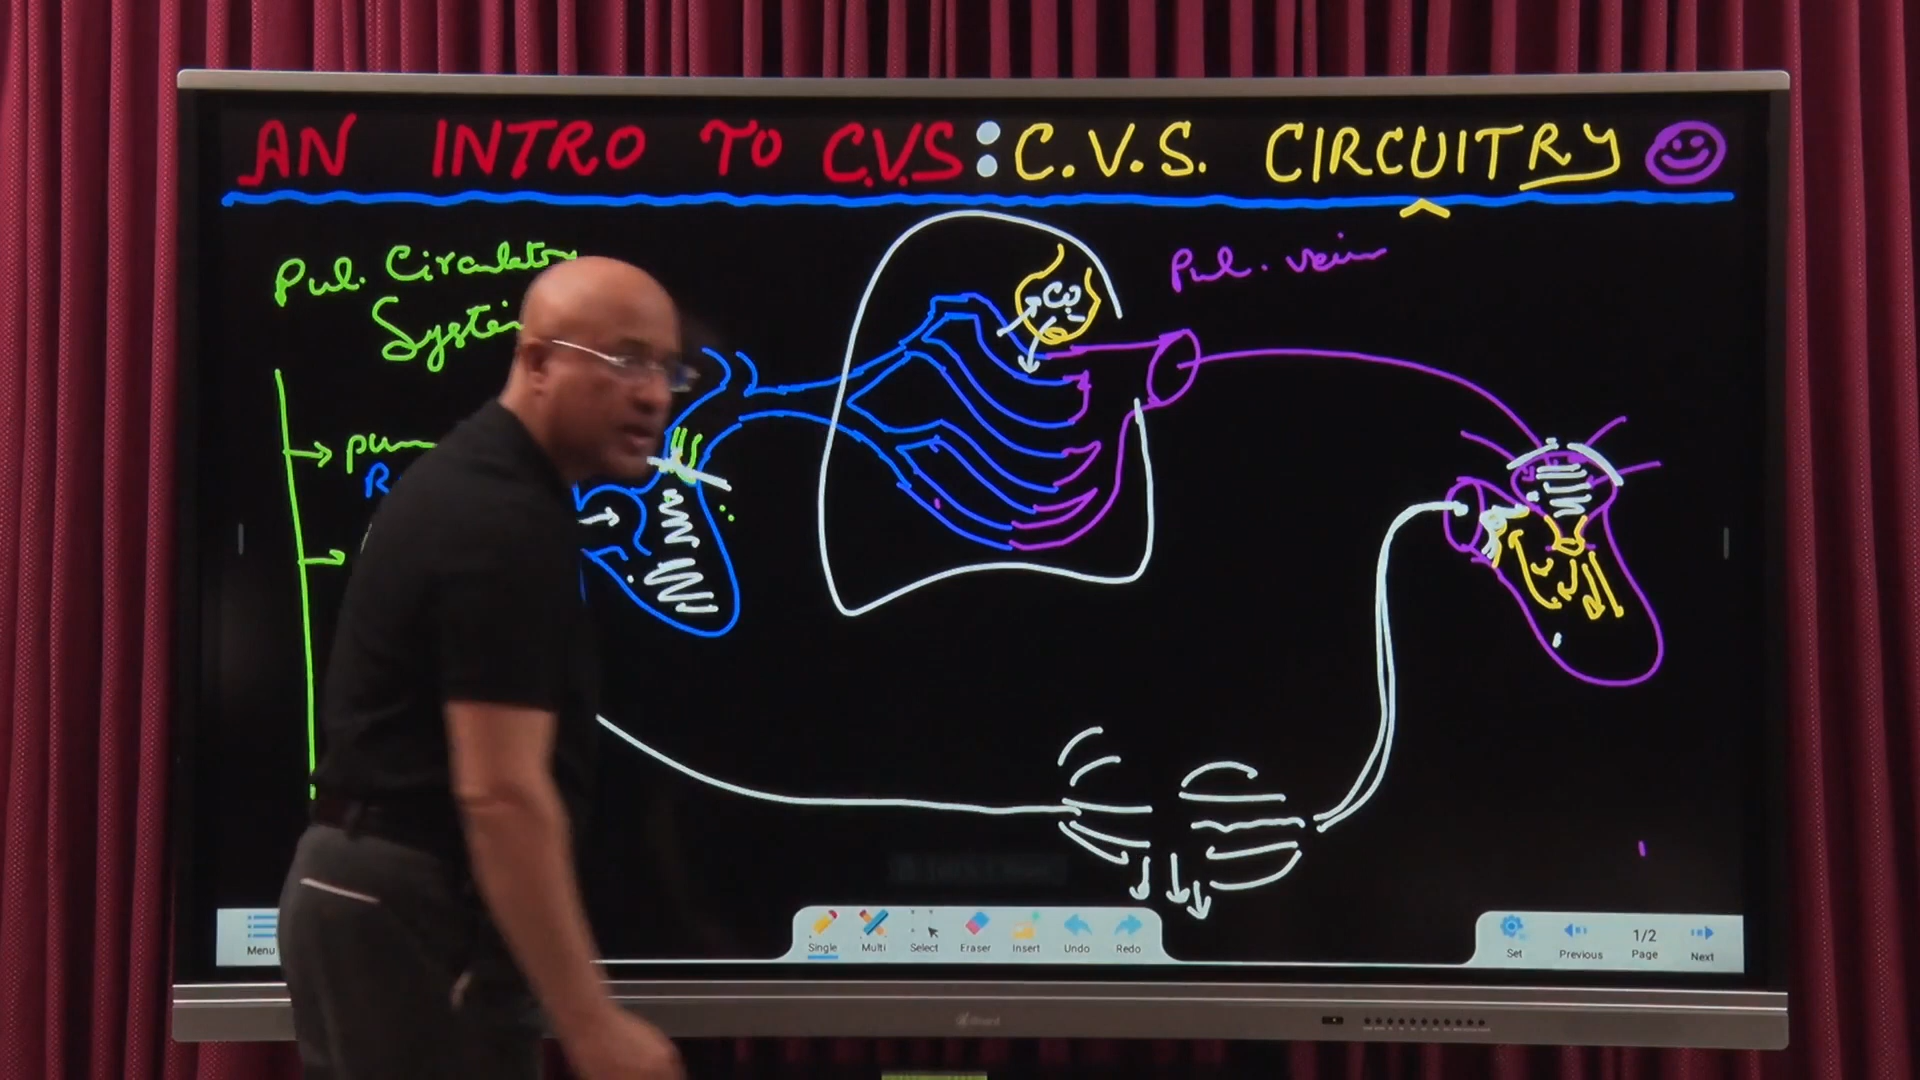 AN INTRO TO C.V.S : C.V.S. CIRCUITRY
Pul. Circulatory
System
Pul. vein
Co2
Menu
Single
Multi
Select
Eraser
Insert
Undo
Redo
Set
Previous
1/2
Page
Next